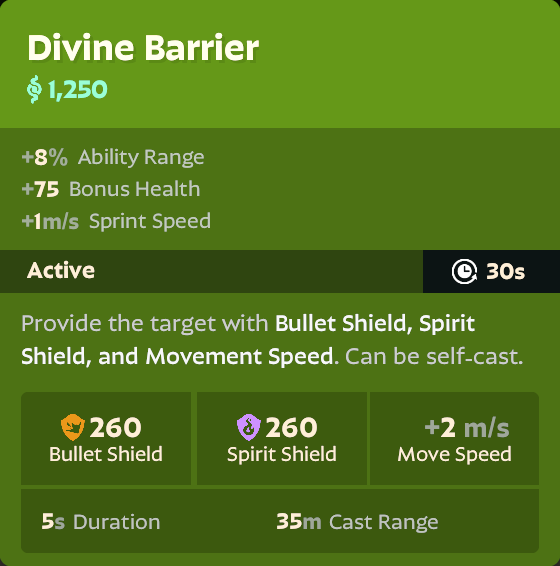 Divine Barrier
1,250
+8% Ability Range
+75 Bonus Health
+1m/s Sprint Speed
Active 30s
Provide the target with Bullet Shield, Spirit
Shield, and Movement Speed. Can be self-cast.
260 260 +2 m/s
Bullet Shield Spirit Shield Move Speed
5s Duration 35m Cast Range